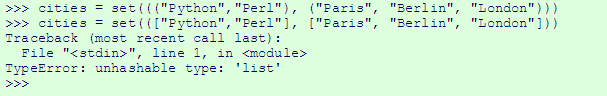 >>> cities = set((("Python","Perl"), ("Paris", "Berlin", "London")))
>>> cities = set((["Python","Perl"], ["Paris", "Berlin", "London"]))
Traceback (most recent call last):
  File "<stdin>", line 1, in <module>
TypeError: unhashable type: 'list'
>>>